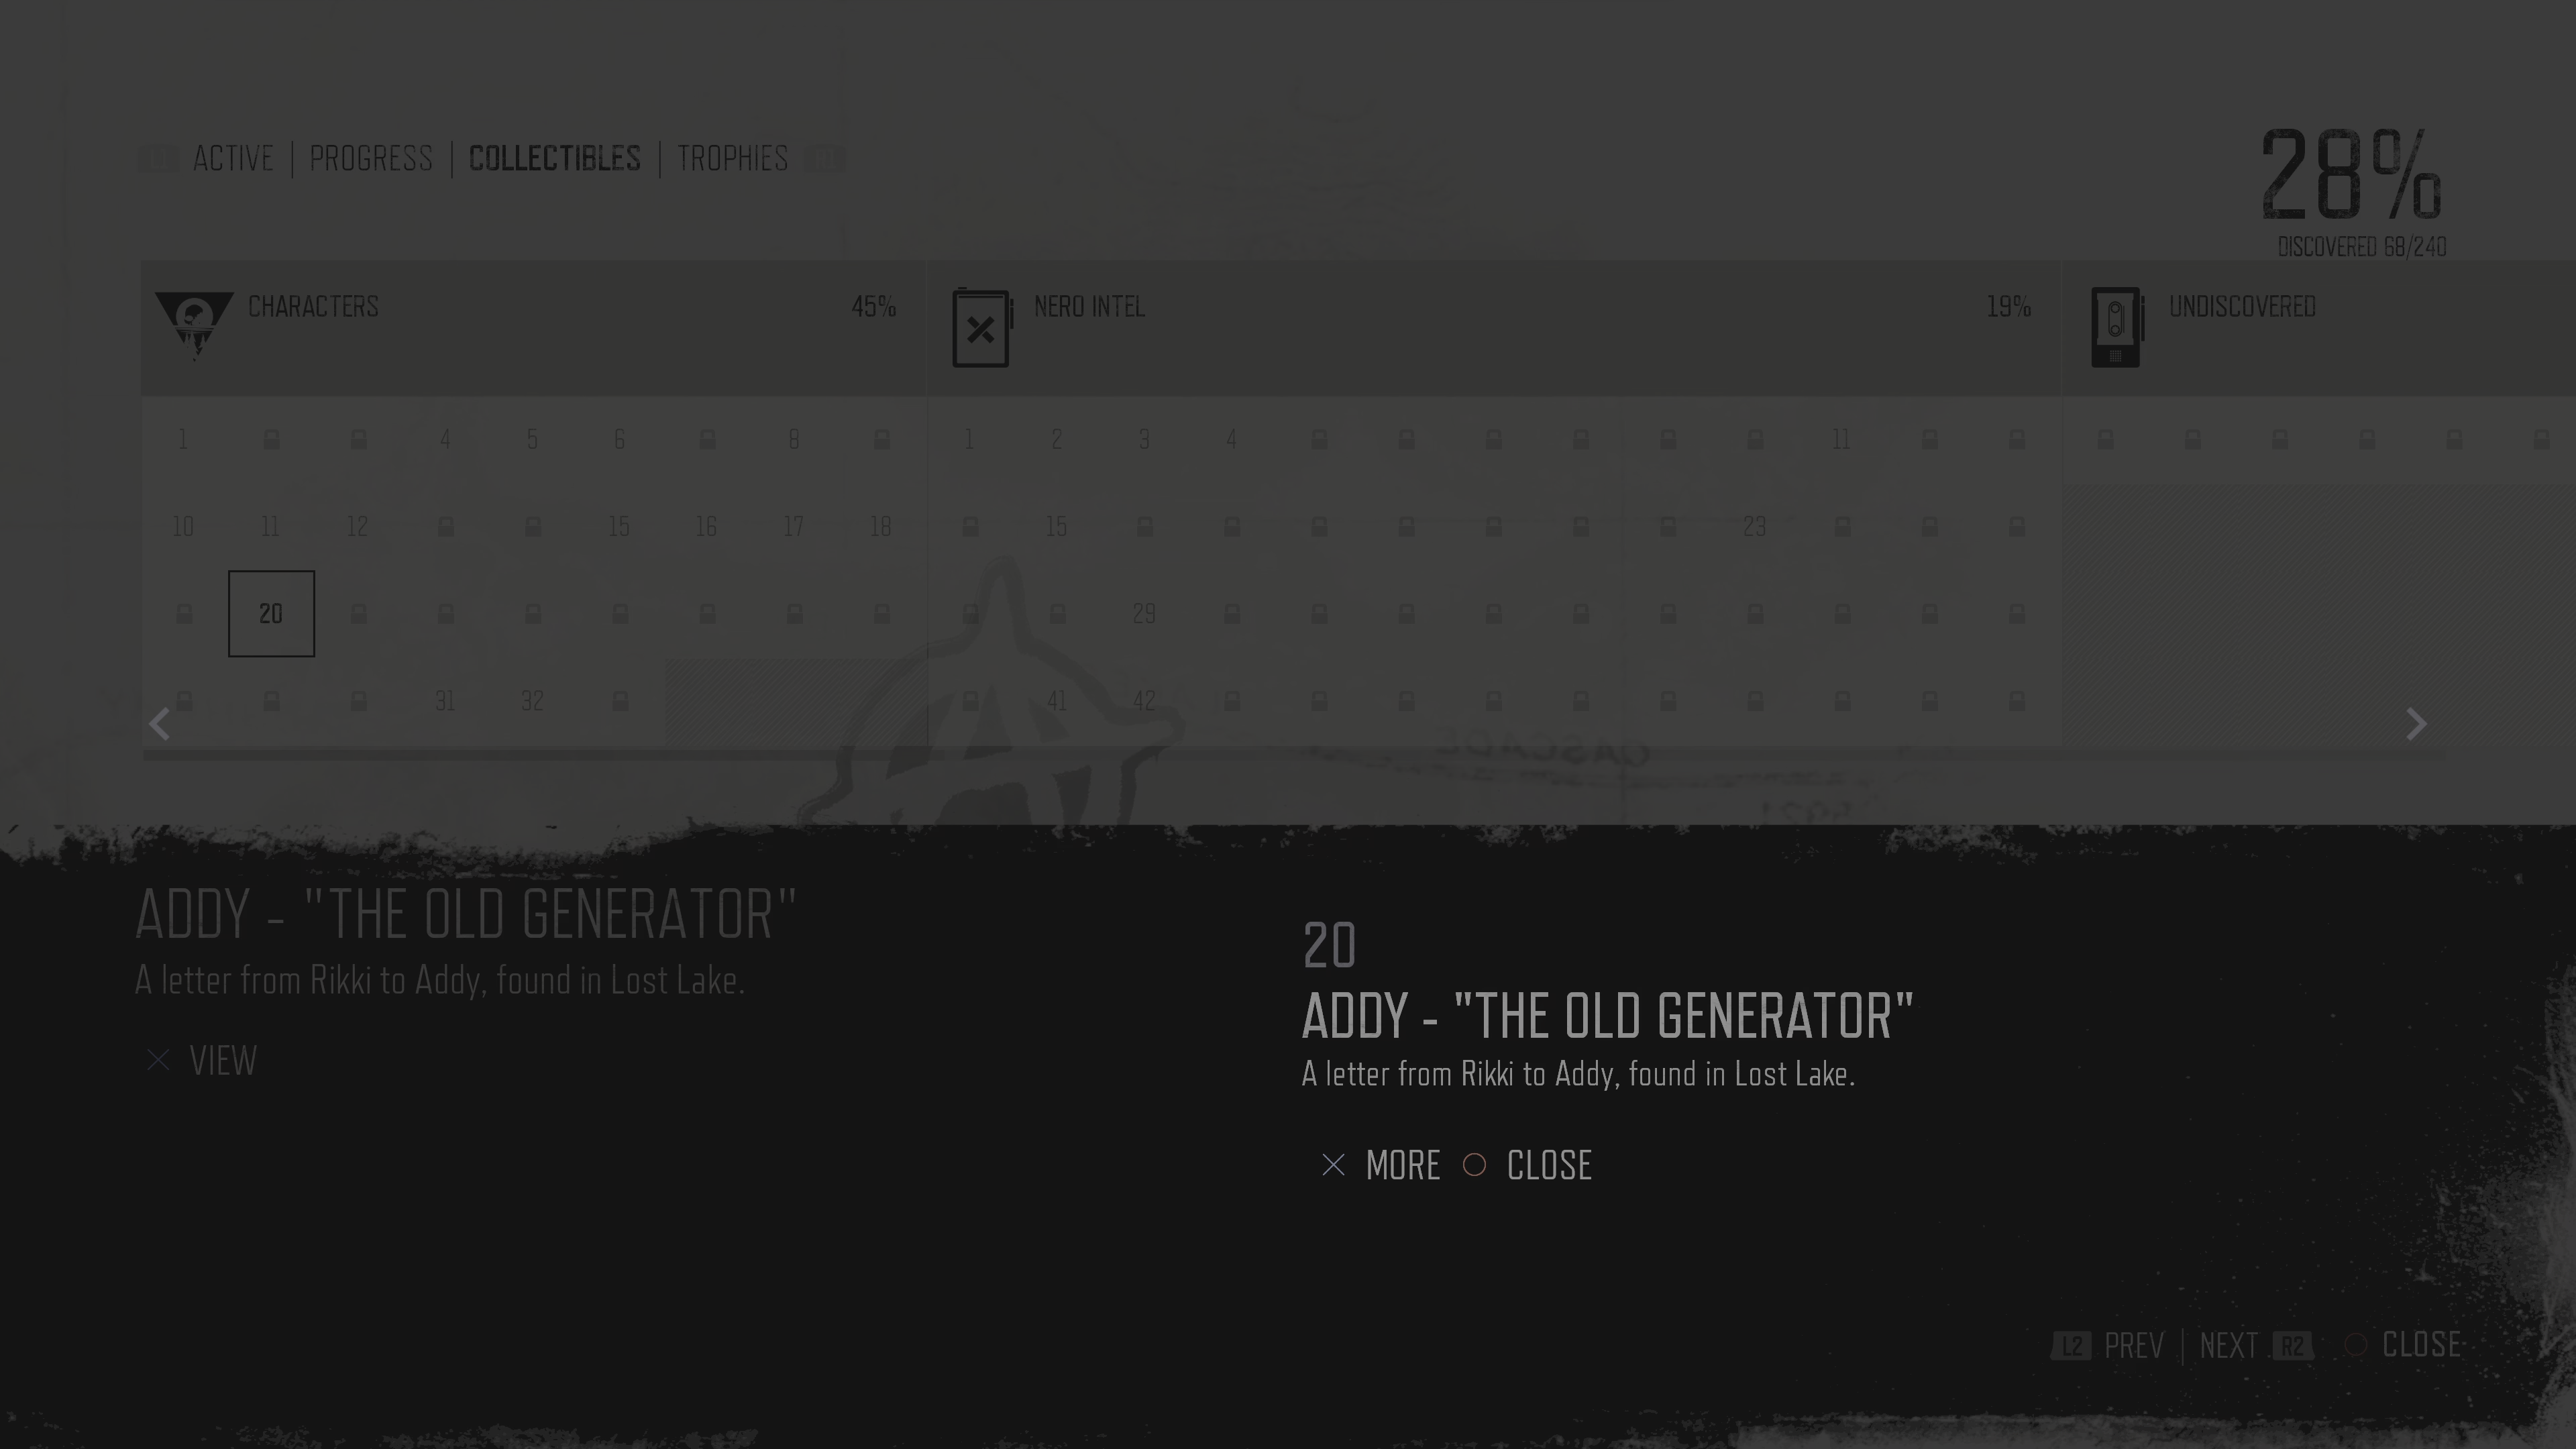 ACTIVE | PROGRESS | COLLECTIBLES | TROPHIES
28%
DISCOVERED 68/240
CHARACTERS 45% NERO INTEL 19% UNDISCOVERED
1 4 5 6 8 1 2 3 4 11
10 11 12 15 16 17 18 15 23
20 29
31 32 41 42
CASCADE
ADDY - "THE OLD GENERATOR"
A letter from Rikki to Addy, found in Lost Lake.
VIEW
20
ADDY - "THE OLD GENERATOR"
A letter from Rikki to Addy, found in Lost Lake.
MORE CLOSE
L2 PREV | NEXT R2 CLOSE